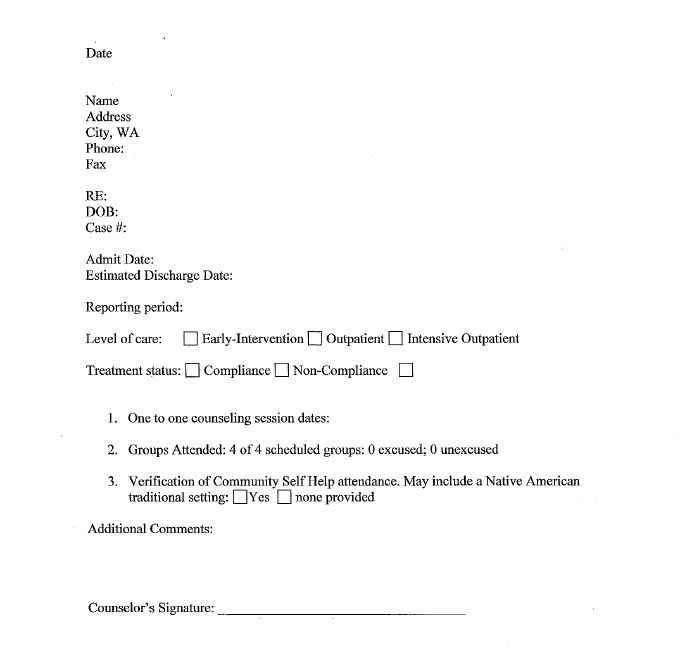 Date
Name
Address
City, WA
Phone:
Fax
RE:
DOB:
Case #:
Admit Date:
Estimated Discharge Date:
Reporting period:
Level of care: ☐ Early-Intervention ☐ Outpatient ☐ Intensive Outpatient
Treatment status: ☐ Compliance ☐ Non-Compliance ☐
1. One to one counseling session dates:
2. Groups Attended: 4 of 4 scheduled groups: 0 excused; 0 unexcused
3. Verification of Community Self Help attendance. May include a Native American
traditional setting: ☐Yes ☐ none provided
Additional Comments:
Counselor's Signature: ____________________